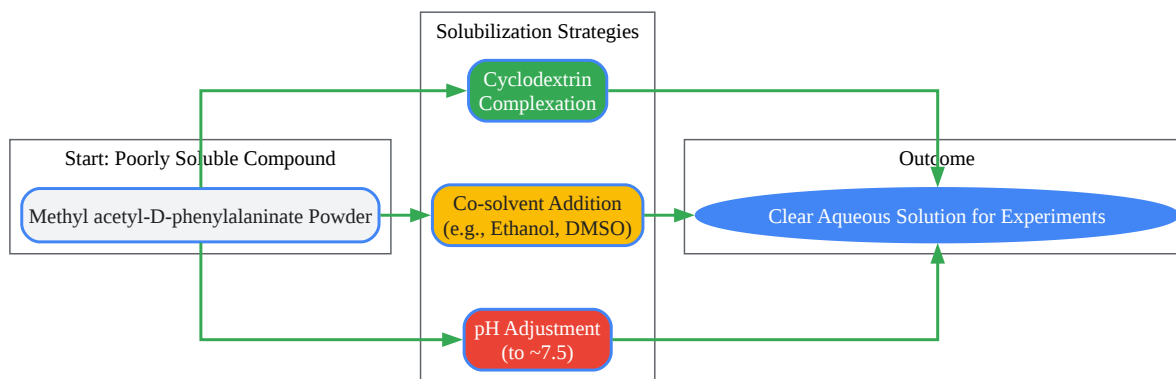 Solubilization Strategies
Cyclodextrin
Complexation
Start: Poorly Soluble Compound
Methyl acetyl-D-phenylalaninate Powder
Co-solvent Addition
(e.g., Ethanol, DMSO)
pH Adjustment
(to ~7.5)
Outcome
Clear Aqueous Solution for Experiments